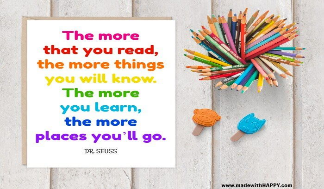 The more
that you read,
the more things
you will know.
The more
you learn,
the more
places you'll go.
DR. SEUSS
www.madewithHAPPY.com